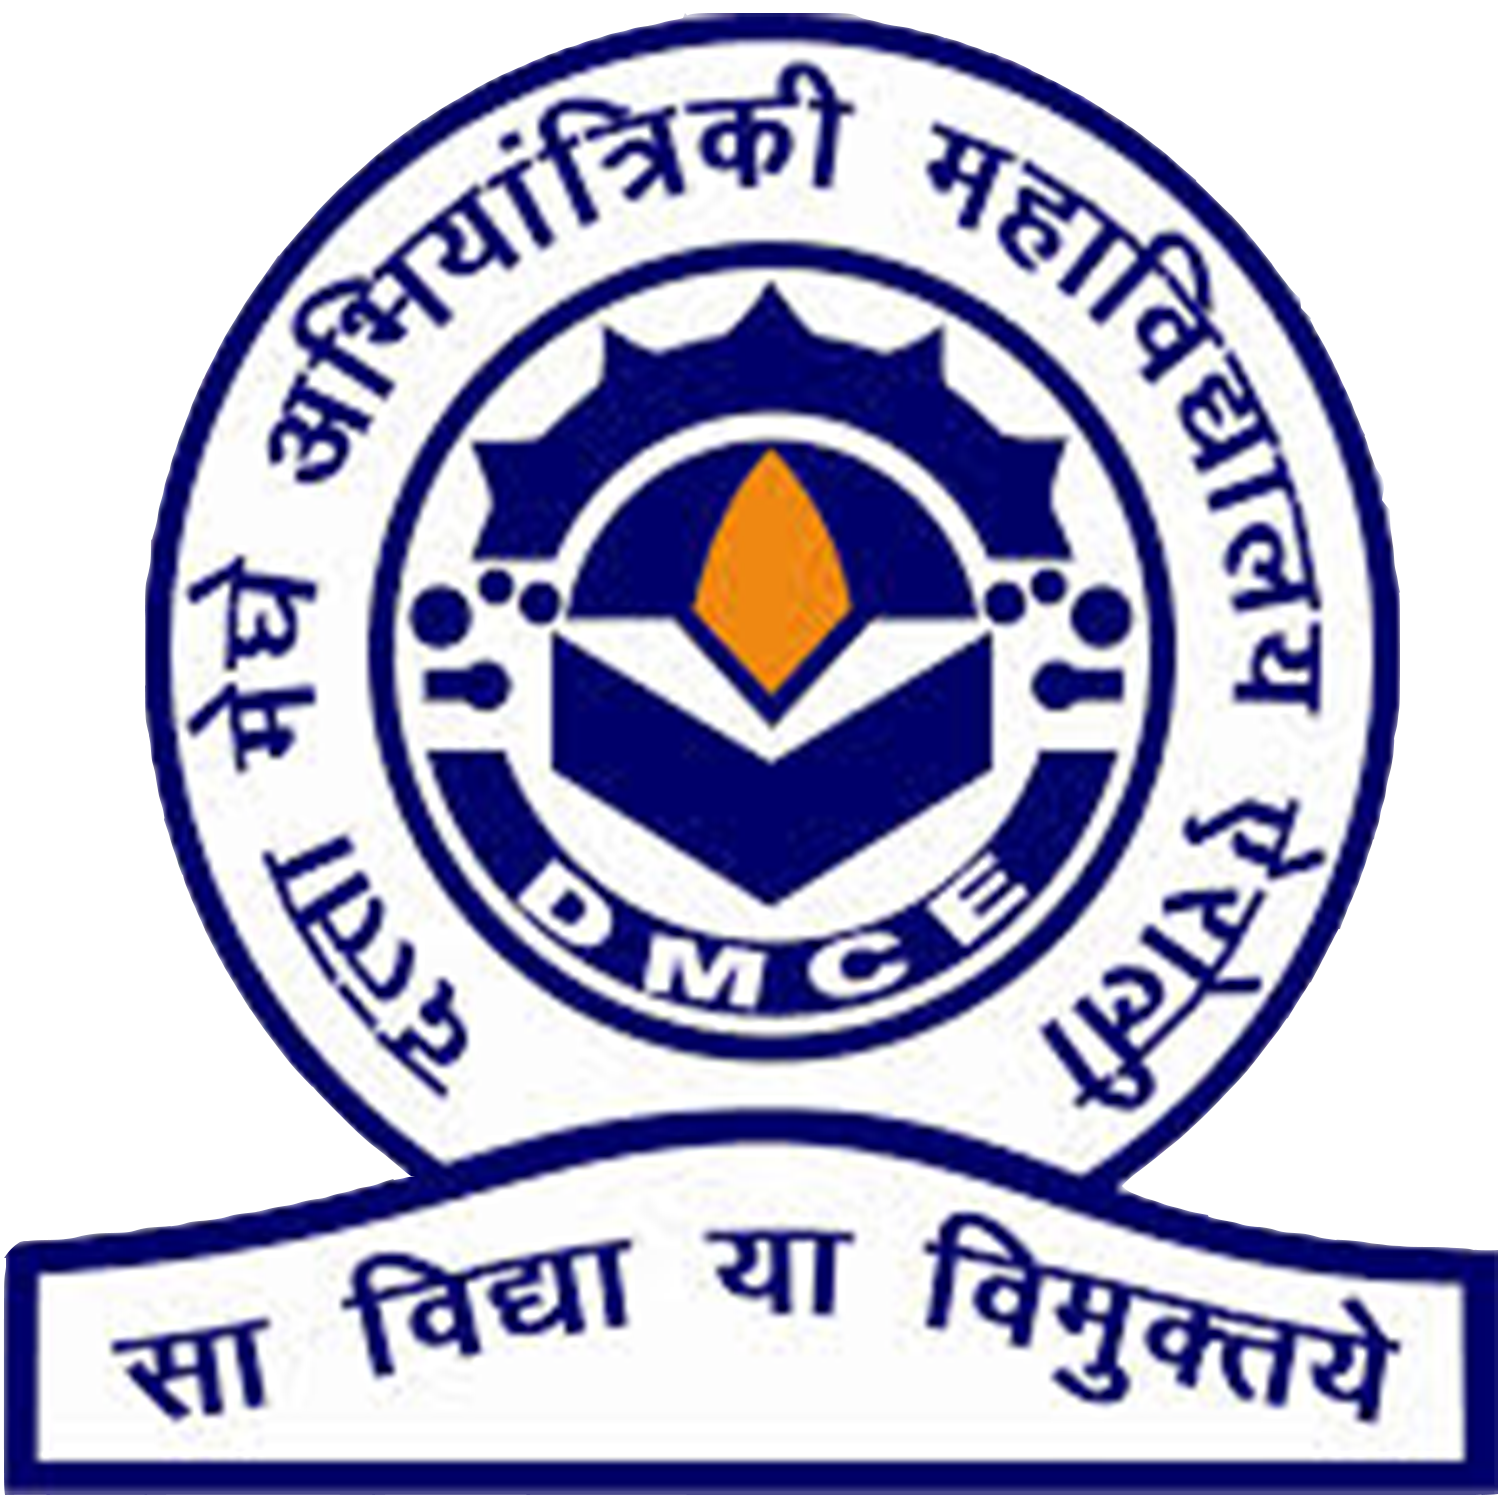 दत्ता मेघे अभियांत्रिकी महाविद्यालय ऐरोली
DMCE
सा विद्या या विमुक्तये